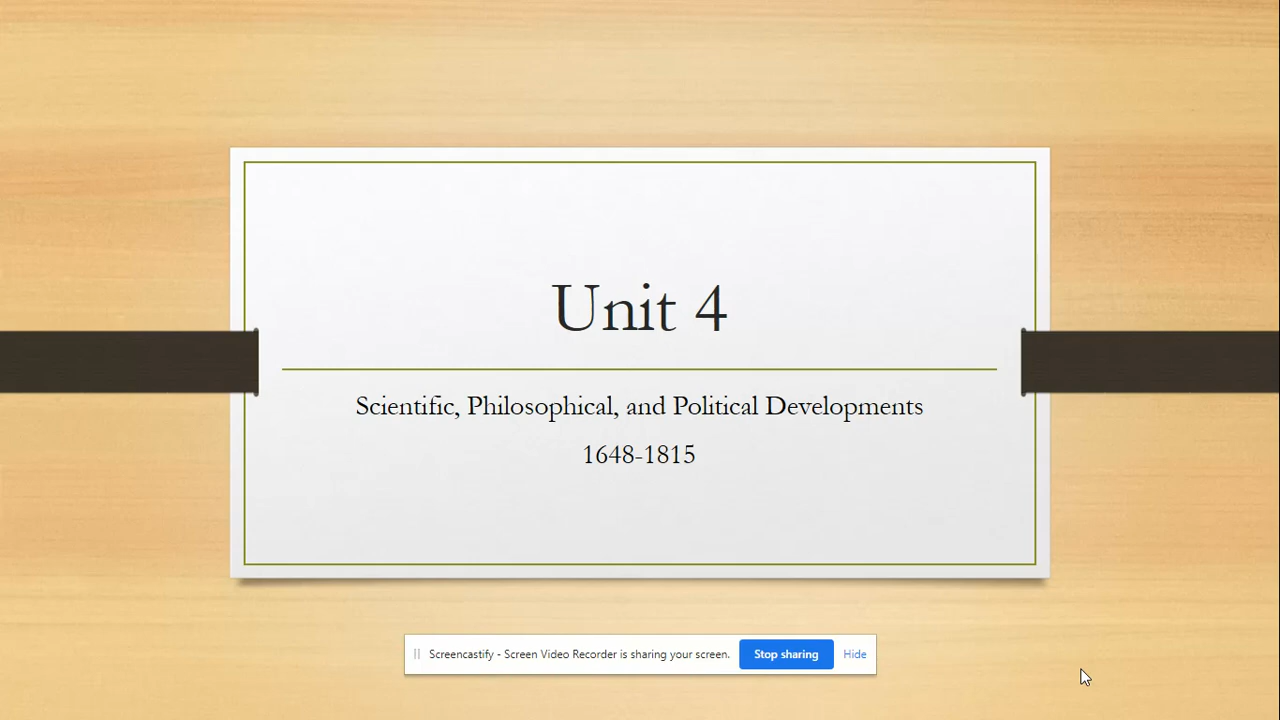 Unit 4
Scientific, Philosophical, and Political Developments
1648-1815
Screencastify - Screen Video Recorder is sharing your screen. Stop sharing Hide